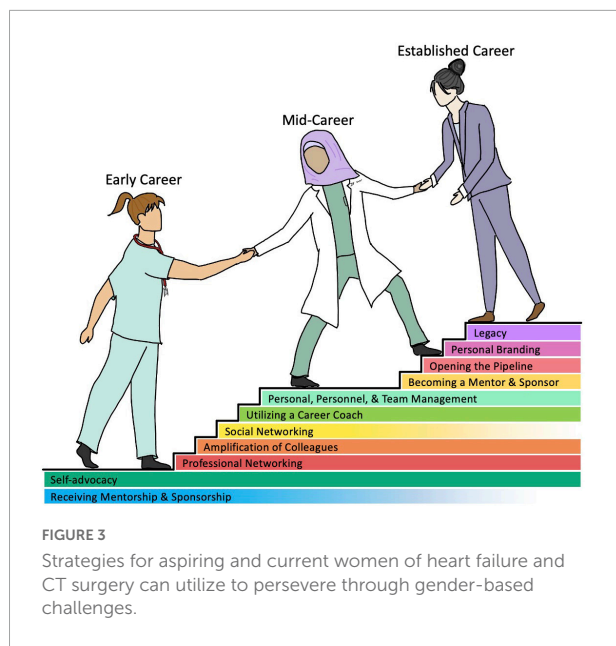 Established Career
Mid-Career
Early Career
Legacy
Personal Branding
Opening the Pipeline
Becoming a Mentor & Sponsor
Personal, Personnel, & Team Management
Utilizing a Career Coach
Social Networking
Amplification of Colleagues
Professional Networking
Self-advocacy
Receiving Mentorship & Sponsorship
FIGURE 3
Strategies for aspiring and current women of heart failure and
CT surgery can utilize to persevere through gender-based
challenges.